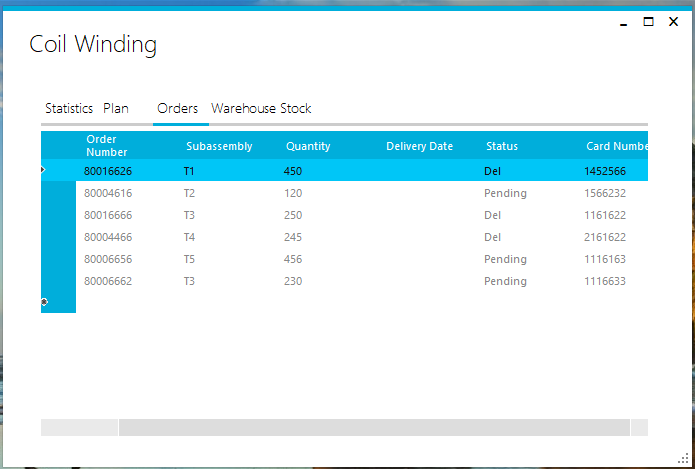 Coil Winding
Statistics Plan Orders Warehouse Stock
Order Number Subassembly Quantity Delivery Date Status Card Numbe
80016626 T1 450 Del 1452566
80004616 T2 120 Pending 1566232
80016666 T3 250 Del 1161622
80004466 T4 245 Del 2161622
80006656 T5 456 Pending 1116163
80006662 T3 230 Pending 1116633